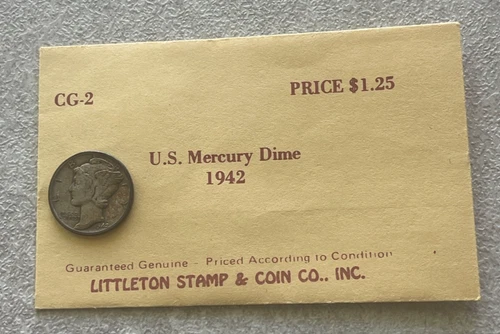 CG-2 PRICE $1.25
U.S. Mercury Dime
1942
Guaranteed Genuine - Priced According to Condition
LITTLETON STAMP & COIN CO., INC.